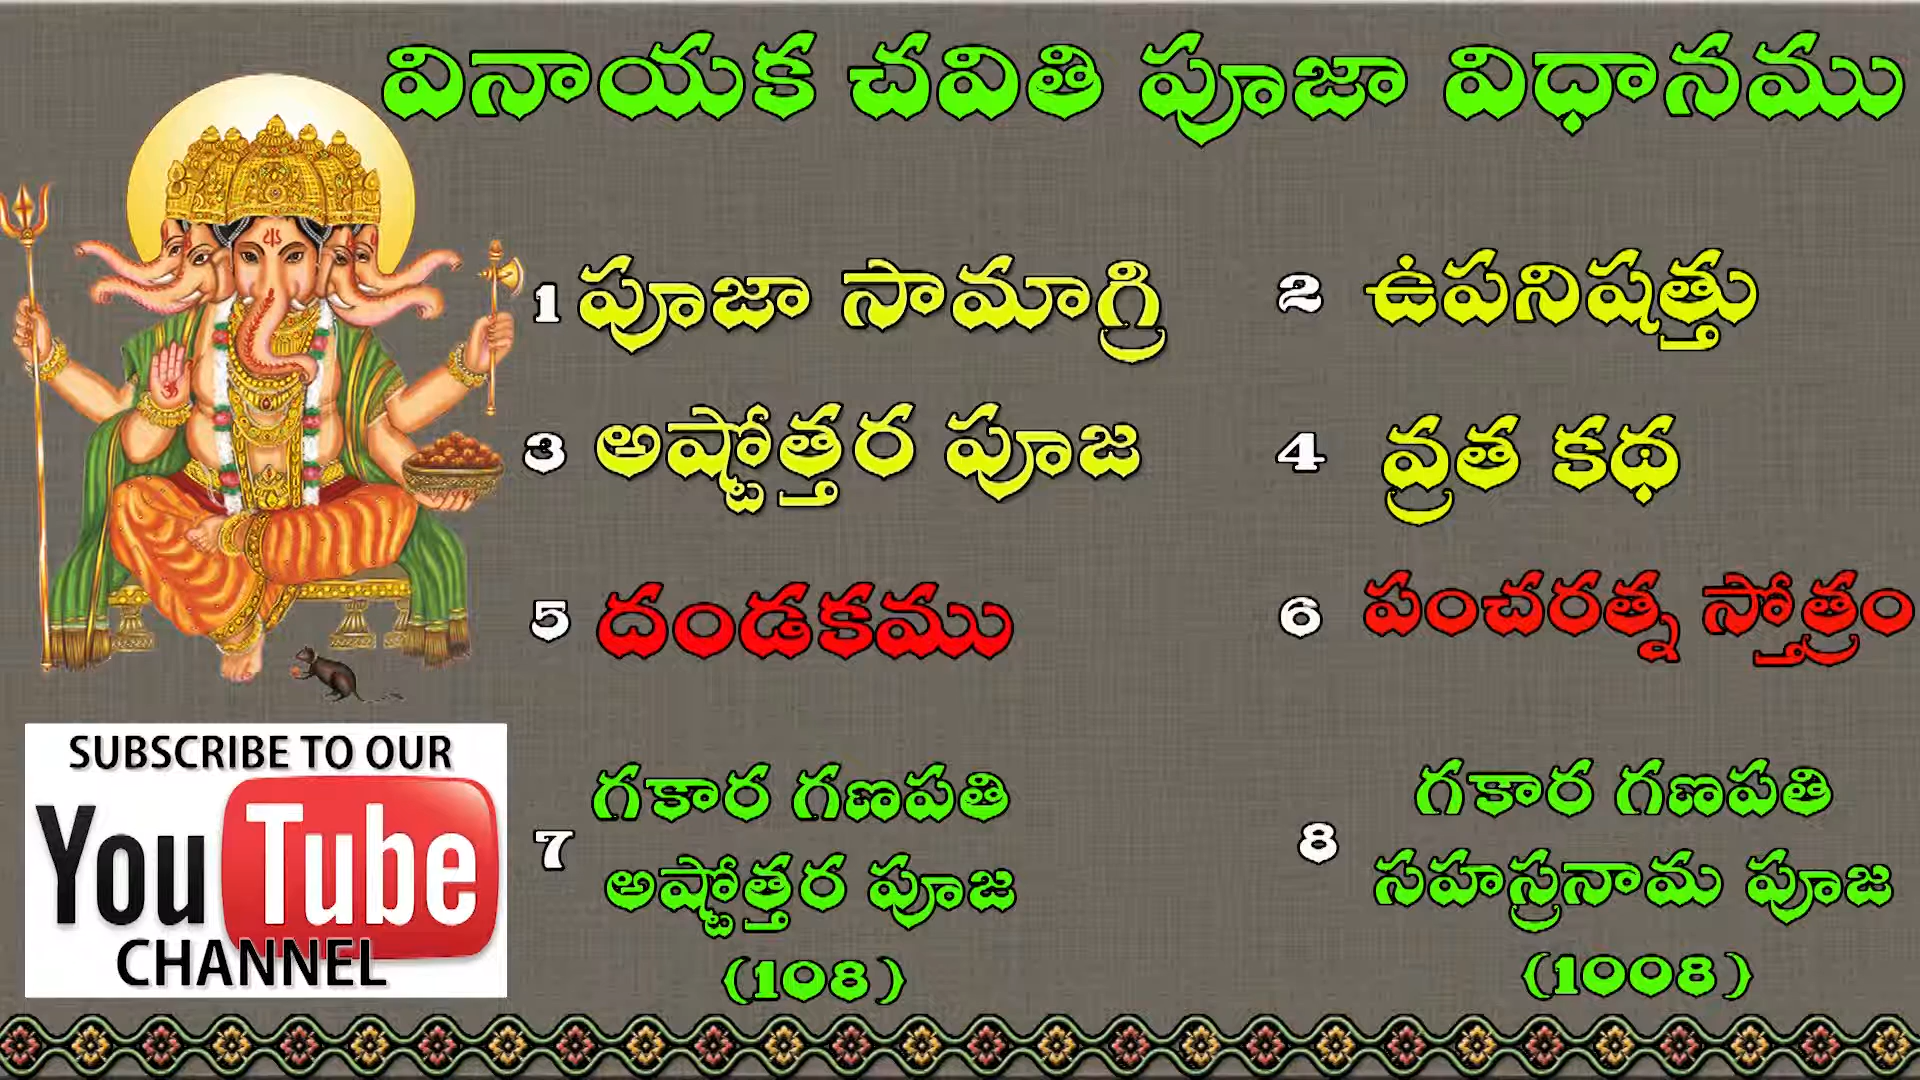 వినాయక చవితి పూజా విధానము
1 పూజా సామాగ్రి
2 ఉపనిషత్తు
3 అష్టోత్తర పూజ
4 వ్రత కథ
5 దండకము
6 పంచరత్న స్తోత్రం
7 గకార గణపతి
అష్టోత్తర పూజ
(108)
8 గకార గణపతి
సహస్రనామ పూజ
(1008)
SUBSCRIBE TO OUR
YouTube
CHANNEL